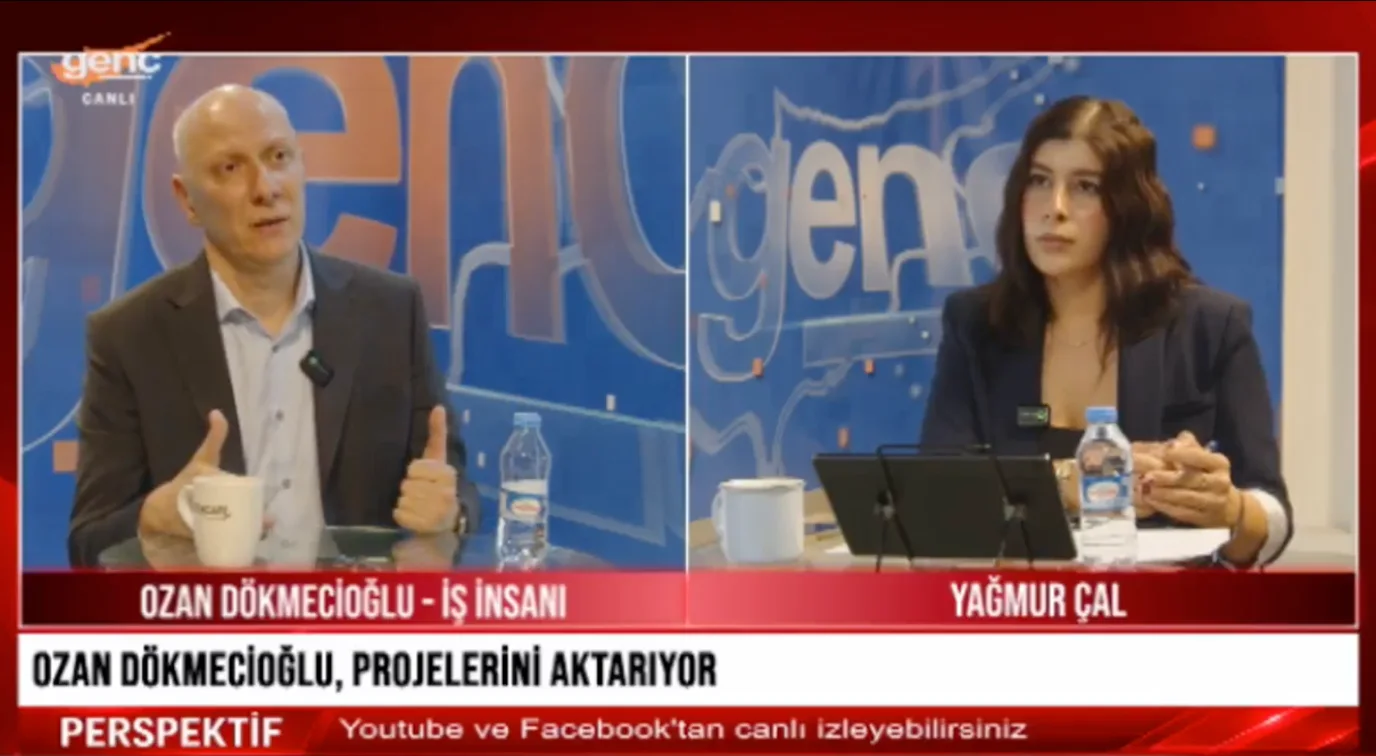 genç
CANLI
genç
OZAN DÖKMECİOĞLU - İŞ İNSANI
YAĞMUR ÇAL
OZAN DÖKMECİOĞLU, PROJELERİNİ AKTARIYOR
PERSPEKTİF
Youtube ve Facebook'tan canlı izleyebilirsiniz